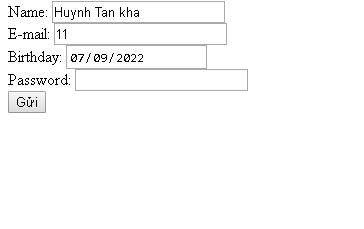 Name: Huynh Tan kha
E-mail: 11
Birthday: 07/09/2022
Password:
Gửi